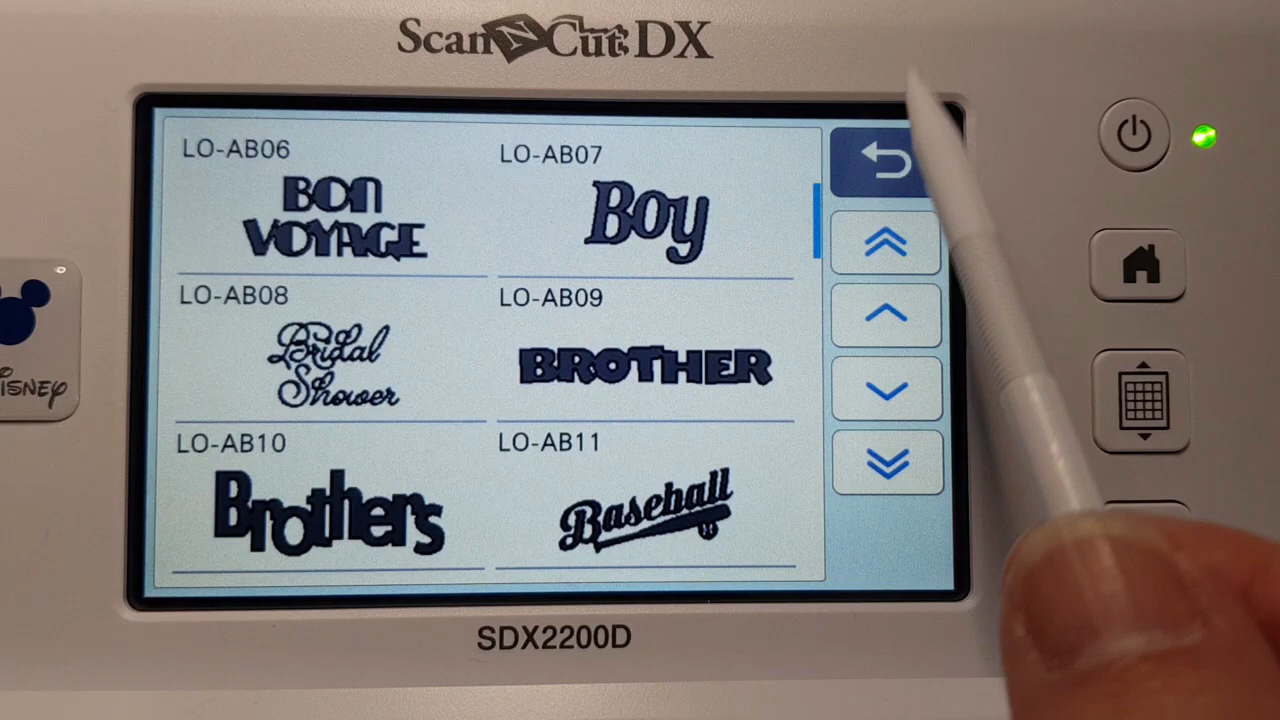 ScanNCut DX
LO-AB06
BON
VOYAGE
LO-AB07
Boy
LO-AB08
Bridal
Shower
LO-AB09
BROTHER
LO-AB10
Brothers
LO-AB11
Baseball
DISNEY
SDX2200D